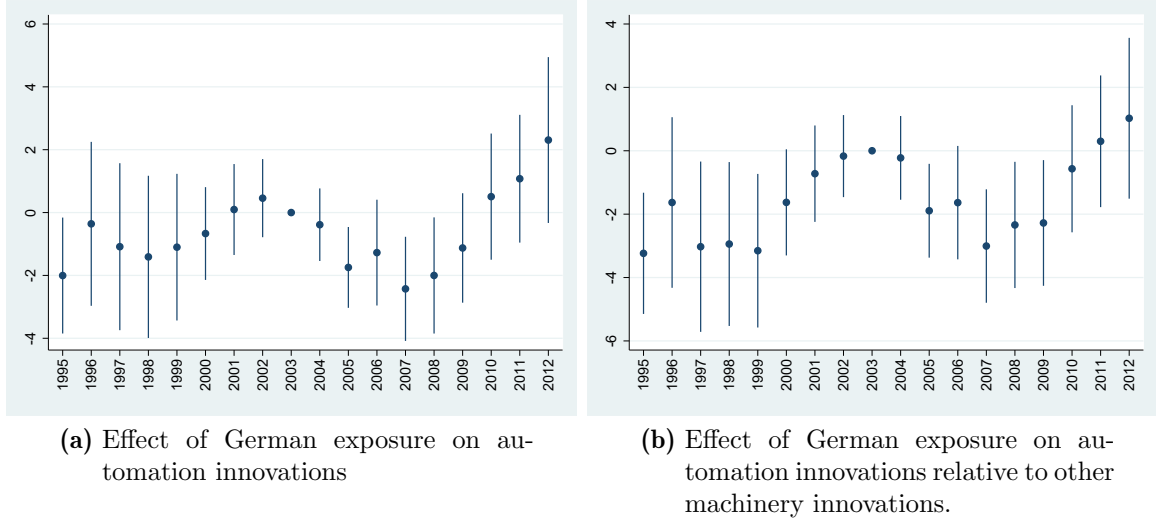 6
4
2
0
-2
-4
1995 1996 1997 1998 1999 2000 2001 2002 2003 2004 2005 2006 2007 2008 2009 2010 2011 2012
(a) Effect of German exposure on au-
tomation innovations
4
2
0
-2
-4
-6
1995 1996 1997 1998 1999 2000 2001 2002 2003 2004 2005 2006 2007 2008 2009 2010 2011 2012
(b) Effect of German exposure on au-
tomation innovations relative to other
machinery innovations.